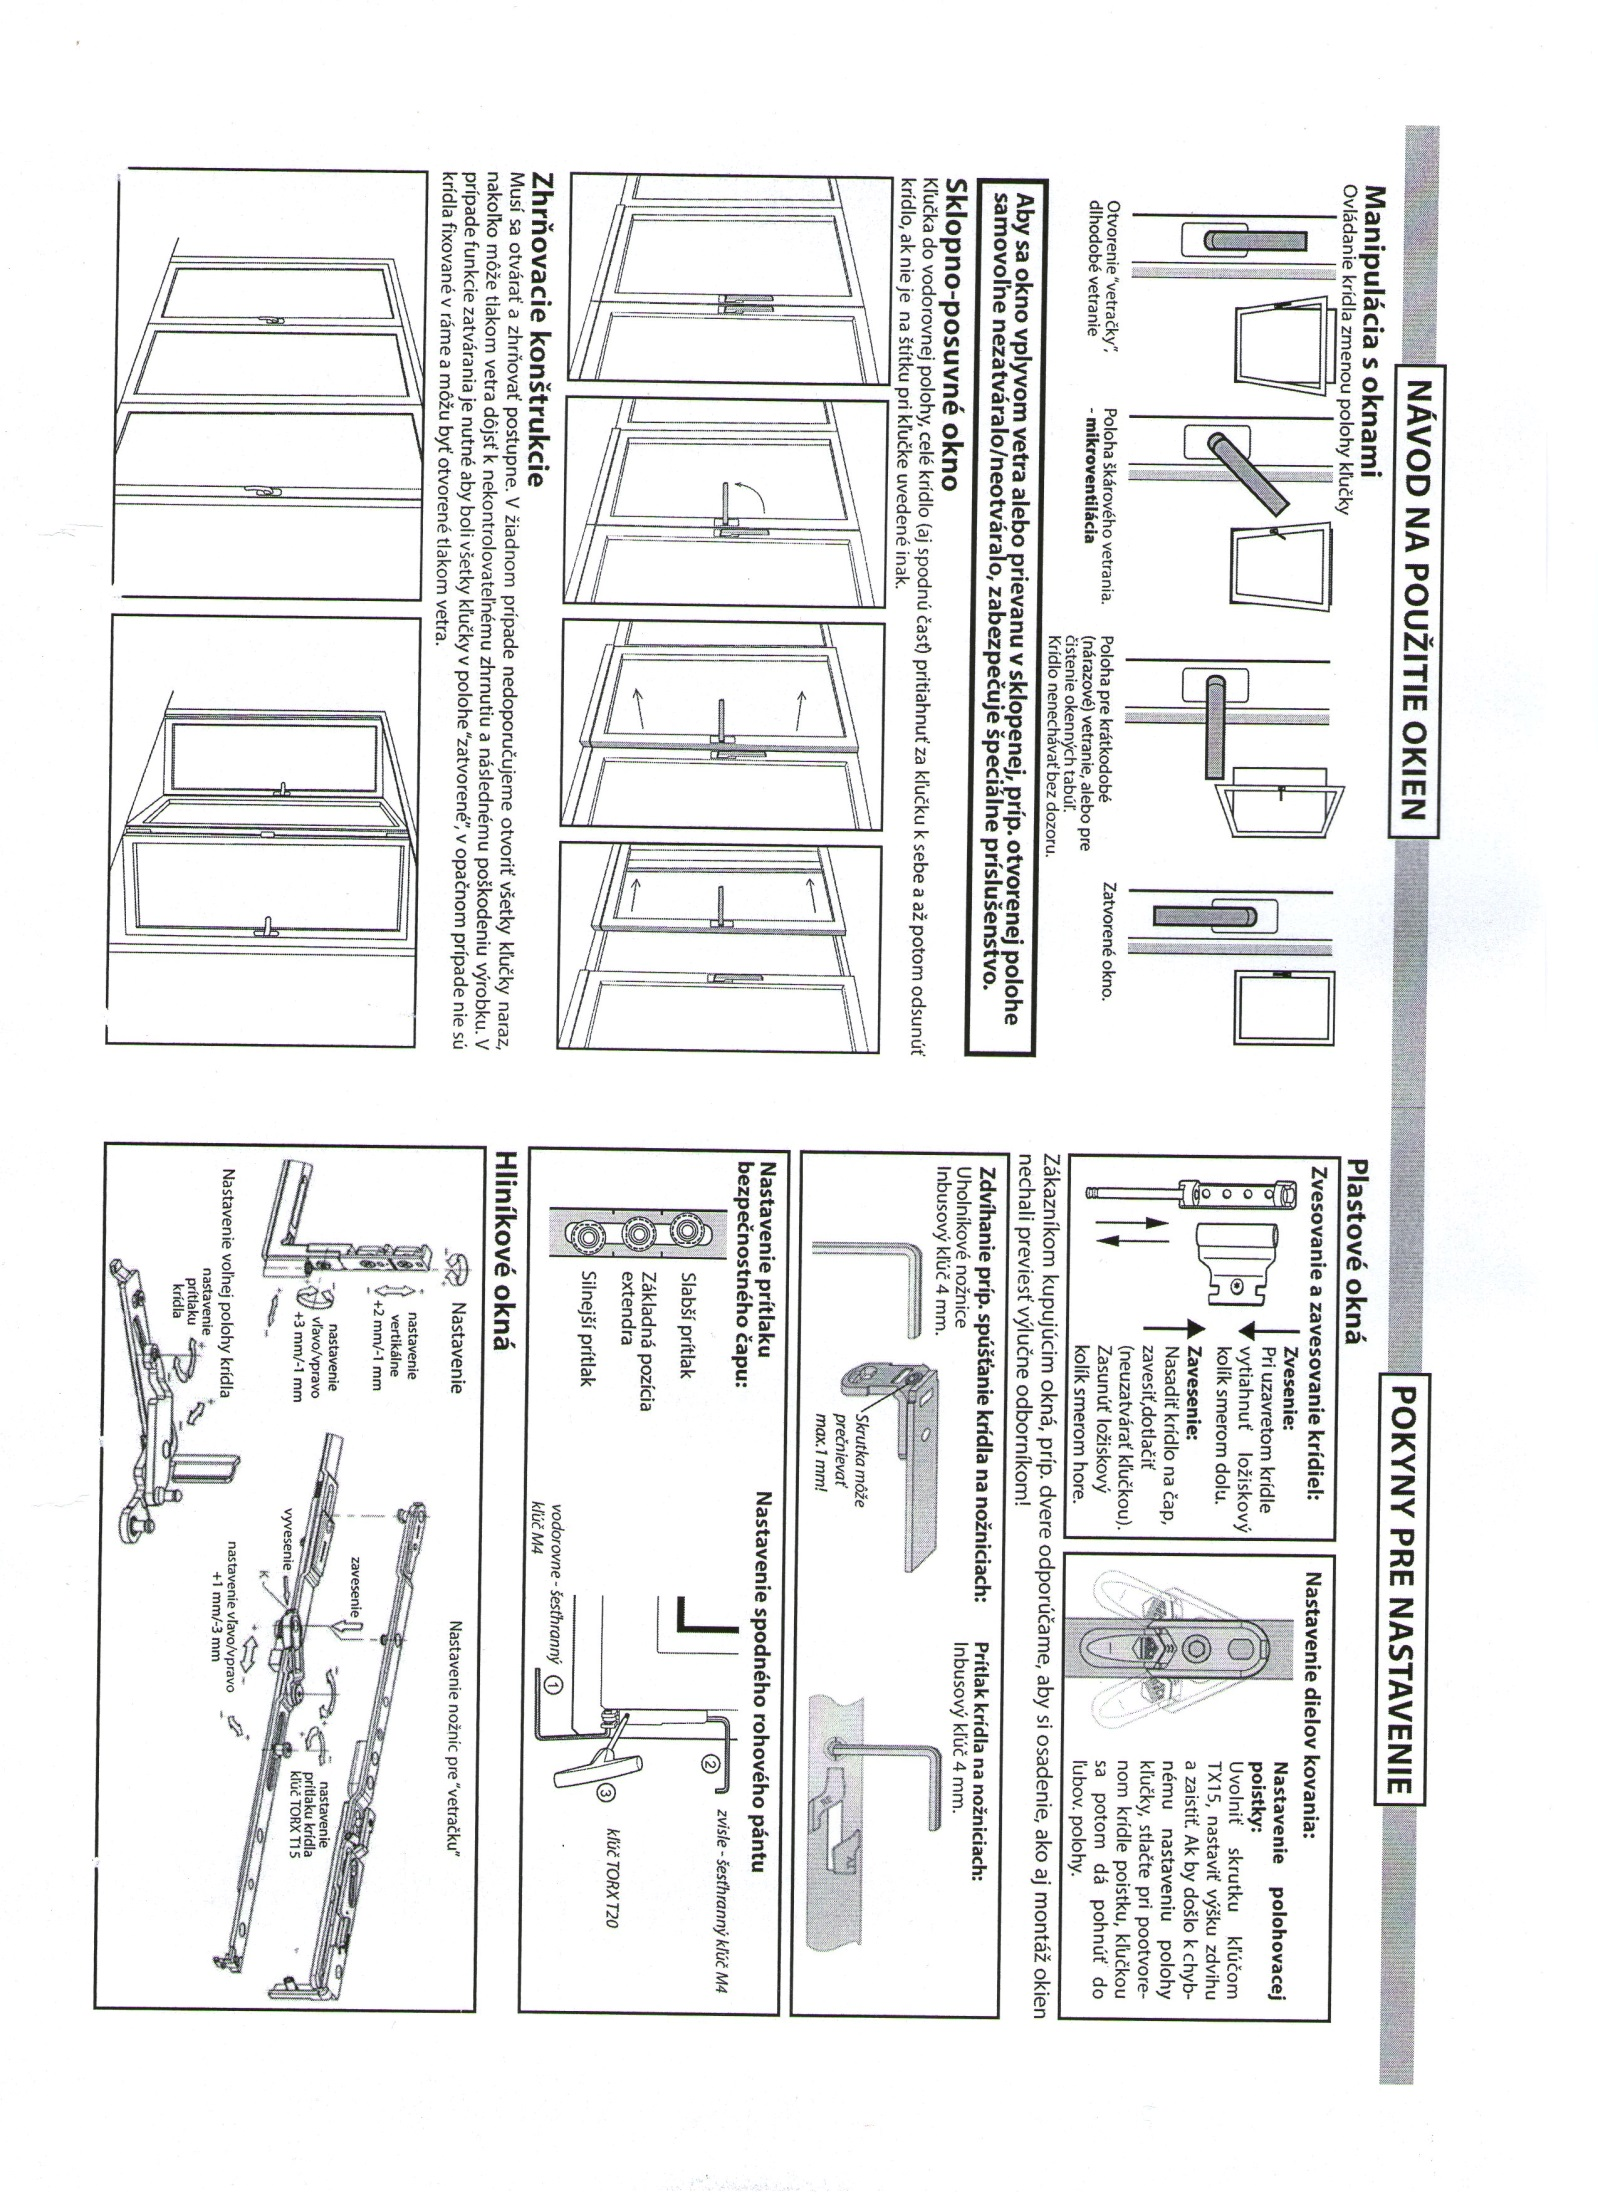 NÁVOD NA POUŽITIE OKIEN
Manipulácia s oknami
Ovládanie krídla zmenou polohy kľučky
Otvorenie "vetračky",
dlhodobé vetranie
Poloha škárového vetrania.
- mikroventilácia
Poloha pre krátkodobé
(nárazové) vetranie, alebo pre
čistenie okenných tabúľ.
Krídlo nenechávať bez dozoru.
Zatvorené okno.
Aby sa okno vplyvom vetra alebo prievanu v sklopenej, príp. otvorenej polohe
samovoľne nezatváralo/neotváralo, zabezpečuje špeciálne príslušenstvo.
Sklopno-posuvné okno
Kľučka do vodorovnej polohy, celé krídlo (aj spodnú časť) pritiahnuť za kľučku k sebe a až potom odsunúť
krídlo, ak nie je na štítku pri kľučke uvedené inak.
Zhrňovacie konštrukcie
Musí sa otvárať a zhrňovať postupne. V žiadnom prípade nedoporučujeme otvoriť všetky kľučky naraz,
nakoľko môže tlakom vetra dôjsť k nekontrolovateľnému zhrnutiu a následnému poškodeniu výrobku. V
prípade funkcie zatvárania je nutné aby boli všetky kľučky v polohe "zatvorené", v opačnom prípade nie sú
krídla fixované v ráme a môžu byť otvorené tlakom vetra.
POKYNY PRE NASTAVENIE
Plastové okná
Zvesovanie a zavesovanie krídiel:
Zvesenie:
Pri uzavretom krídle
vytiahnuť ložiskový
kolík smerom dolu.
Zavesenie:
Nasadiť krídlo na čap,
zavesiť,dotlačiť
(neuzatvárať kľučkou).
Zasunúť ložiskový
kolík smerom hore.
Nastavenie dielov kovania:
Nastavenie polohovacej
poistky:
Uvolniť skrutku kľúčom
TX15, nastaviť výšku zdvihu
a zaistiť. Ak by došlo k chyb-
nému nastaveniu polohy
kľučky, stlačte pri pootvore-
nom krídle poistku, kľučkou
sa potom dá pohnúť do
ľubov. polohy.
Zákazníkom kupujúcim okná, príp. dvere odporúčame, aby si osadenie, ako aj montáž okien
nechali previesť výlučne odborníkom!
Zdvíhanie príp. spúšťanie krídla na nožniciach:
Uholníkové nožnice
Inbusový kľúč 4 mm.
Skrutka môže
prečnievať
max.1 mm!
Prítlak krídla na nožniciach:
Inbusový kľúč 4 mm.
Nastavenie prítlaku
bezpečnostného čapu:
Slabší prítlak
Základná pozícia
extendra
Silnejší prítlak
Nastavenie spodného rohového pántu
zvisle - šesťhranný kľúč M4
2
3
kľúč TORX T20
1
vodorovne - šesťhranný
kľúč M4
Hliníkové okná
Nastavenie
nastavenie
vertikálne
+2 mm/-1 mm
nastavenie
vľavo/vpravo
+3 mm/-1 mm
Nastavenie voľnej polohy krídla
nastavenie
prítlaku
krídla
Nastavenie nožníc pre "vetračku"
zavesenie
vyvesenie
K
nastavenie vľavo/vpravo
+1 mm/-3 mm
nastavenie
prítlaku krídla
kľúč TORX T15